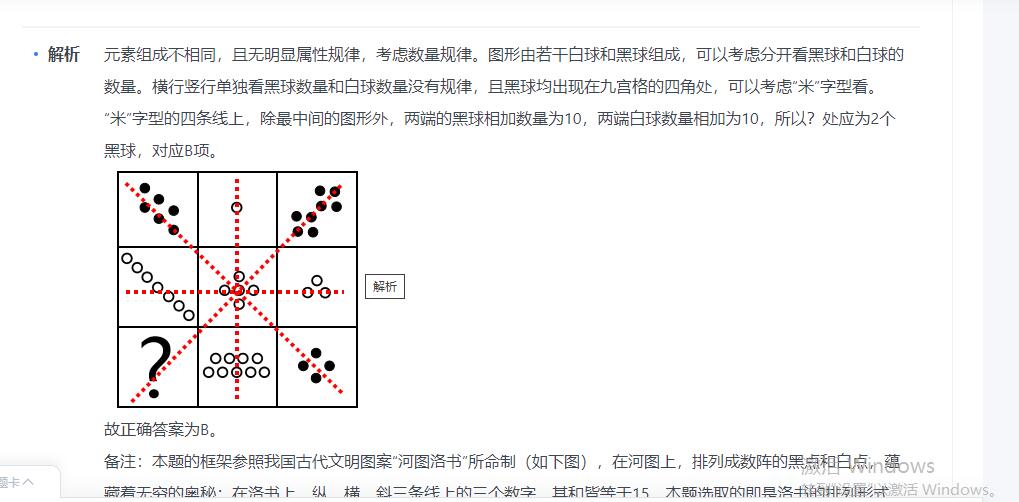 解析
元素组成不相同，且无明显属性规律，考虑数量规律。图形由若干白球和黑球组成，可以考虑分开看黑球和白球的
数量。横行竖行单独看黑球数量和白球数量没有规律，且黑球均出现在九宫格的四角处，可以考虑“米”字型看。
“米”字型的四条线上，除最中间的图形外，两端的黑球相加数量为10，两端白球数量相加为10，所以？处应为2个
黑球，对应B项。
?
解析
故正确答案为B。
备注：本题的框架参照我国古代文明图案“河图洛书”所命制（如下图），在河图上，排列成数阵的黑点和白点，蕴
激活 Windows
题卡
藏着无穷的奥秘；在洛书上，纵、横、斜三条线上的三个数字，其和皆等于15，本题选取的即是洛书的排列形式
转到“设置”以激活 Windows。